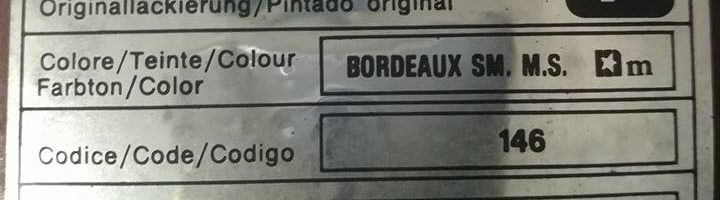 Originallackierung/Pintado original
Colore/Teinte/Colour
Farbton/Color
BORDEAUX SM. M.S. m
Codice/Code/Codigo
146